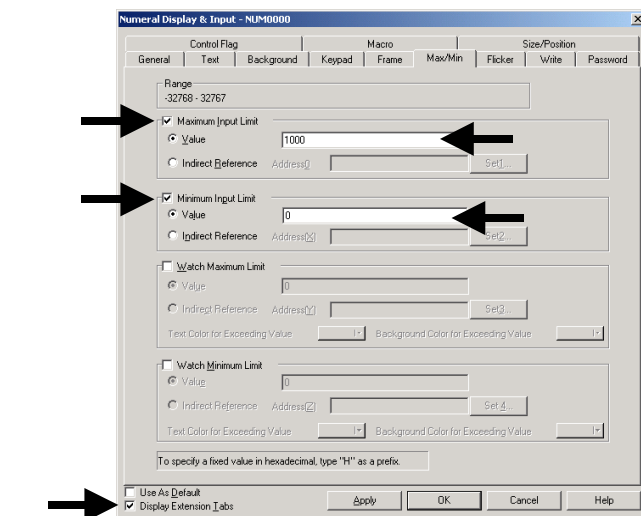 Numeral Display & Input - NUM0000
Control Flag Macro Size/Position
General Text Background Keypad Frame Max/Min Flicker Write Password
Range
-32768 - 32767
Maximum Input Limit
Value 1000
Indirect Reference Address[] Set1...
Minimum Input Limit
Value 0
Indirect Reference Address[X] Set2...
Watch Maximum Limit
Value 0
Indirect Reference Address[Y] Set3...
Text Color for Exceeding Value Background Color for Exceeding Value
Watch Minimum Limit
Value 0
Indirect Reference Address[Z] Set 4...
Text Color for Exceeding Value Background Color for Exceeding Value
To specify a fixed value in hexadecimal, type "H" as a prefix.
Use As Default
Display Extension Tabs
Apply OK Cancel Help